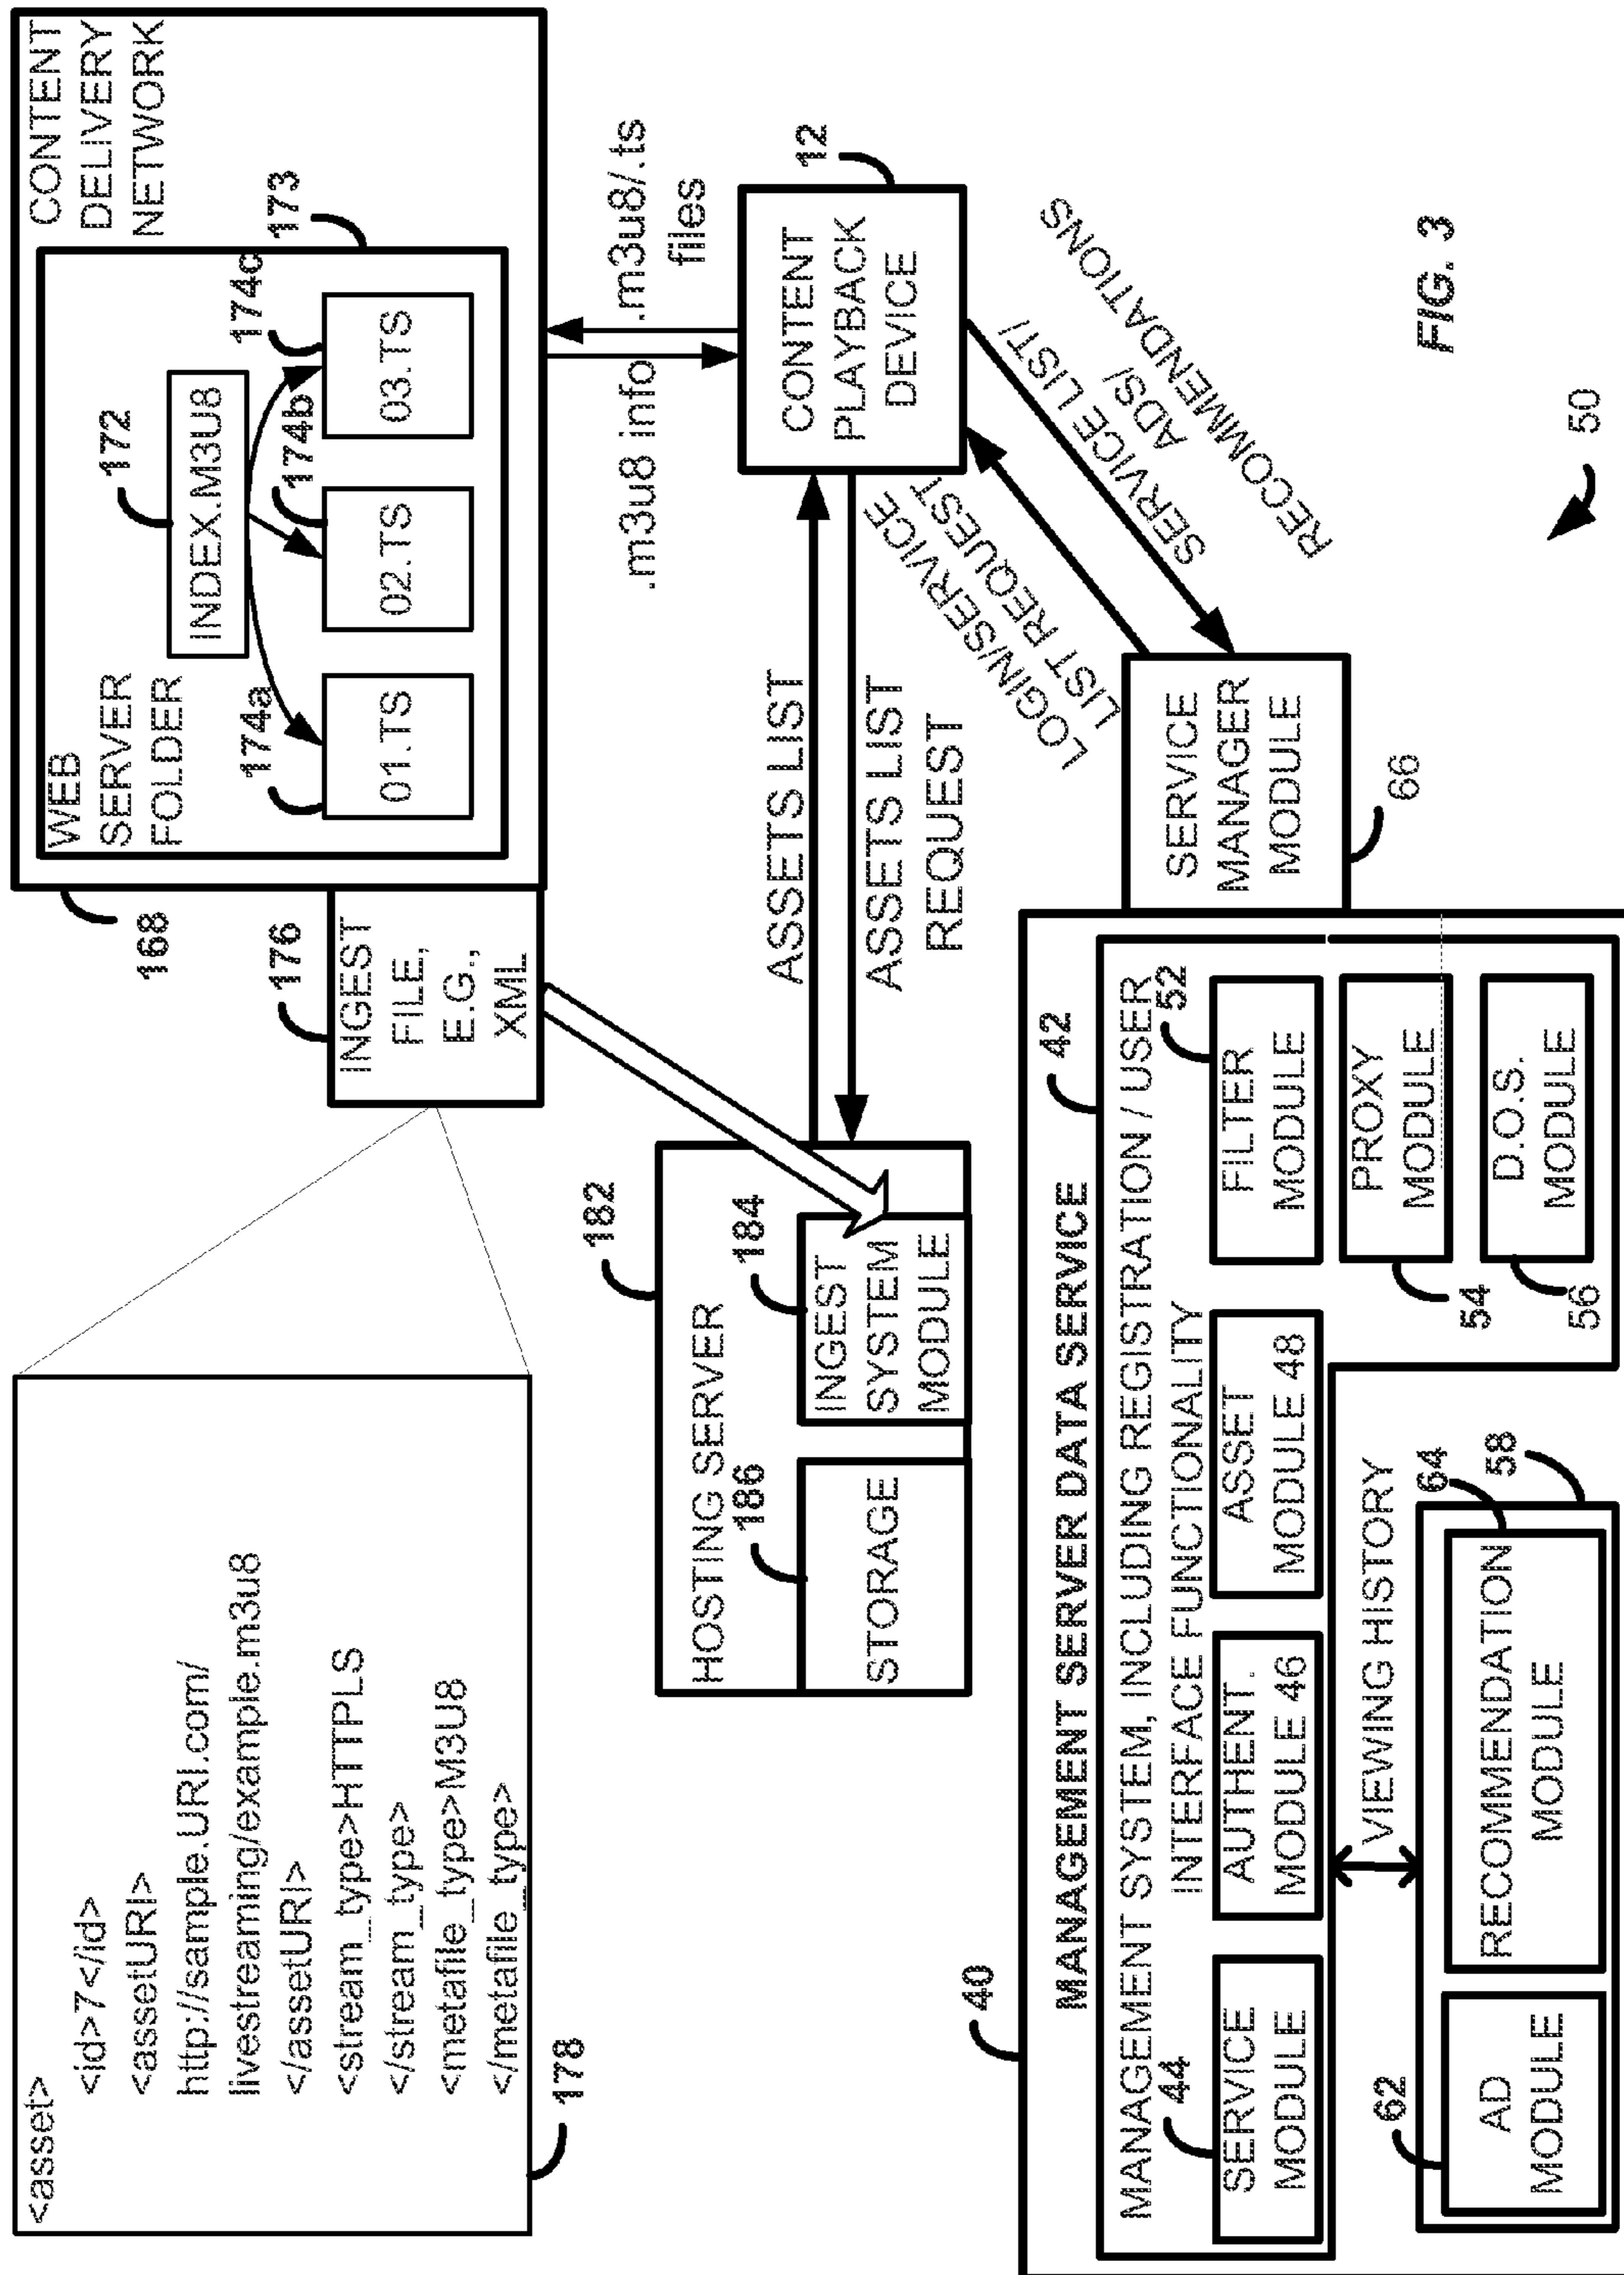 <asset>
<id>7</id>
<assetURI>
http://sample.URI.com/
livestreaming/example.m3u8
</assetURI>
<stream_type>HTTPLS
</stream_type>
<metafile_type>M3U8
</metafile_type>
178
INGEST
FILE,
E.G.,
XML
176
168
CONTENT
DELIVERY
NETWORK
WEB
SERVER
FOLDER
172
INDEX.M3U8
173
174a
01.TS
174b
02.TS
174c
03.TS
.m3u8 info
.m3u8/.ts
files
HOSTING SERVER
182
186
STORAGE
184
INGEST
SYSTEM
MODULE
ASSETS LIST
ASSETS LIST
REQUEST
CONTENT
PLAYBACK
DEVICE
12
LOGIN/SERVICE
LIST REQUEST
SERVICE LIST/
ADS/
RECOMMENDATIONS
SERVICE
MANAGER
MODULE
66
40
MANAGEMENT SERVER DATA SERVICE
42
MANAGEMENT SYSTEM, INCLUDING REGISTRATION / USER
INTERFACE FUNCTIONALITY
44
SERVICE
MODULE
AUTHENT.
MODULE 46
ASSET
MODULE 48
52
FILTER
MODULE
PROXY
MODULE
54
D.O.S.
MODULE
56
VIEWING HISTORY
62
AD
MODULE
RECOMMENDATION
MODULE
64
58
50
FIG. 3